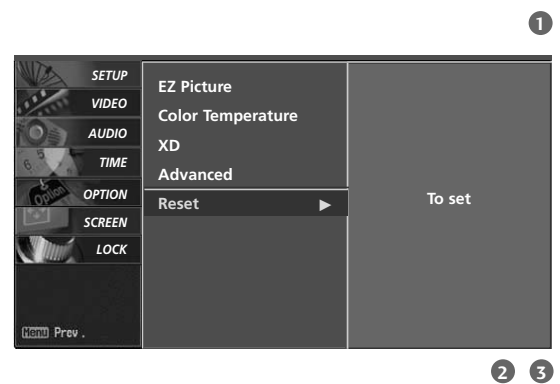 1
SETUP
VIDEO
AUDIO
TIME
OPTION
SCREEN
LOCK
Menu Prev .
EZ Picture
Color Temperature
XD
Advanced
Reset ►
To set
Option
2 3